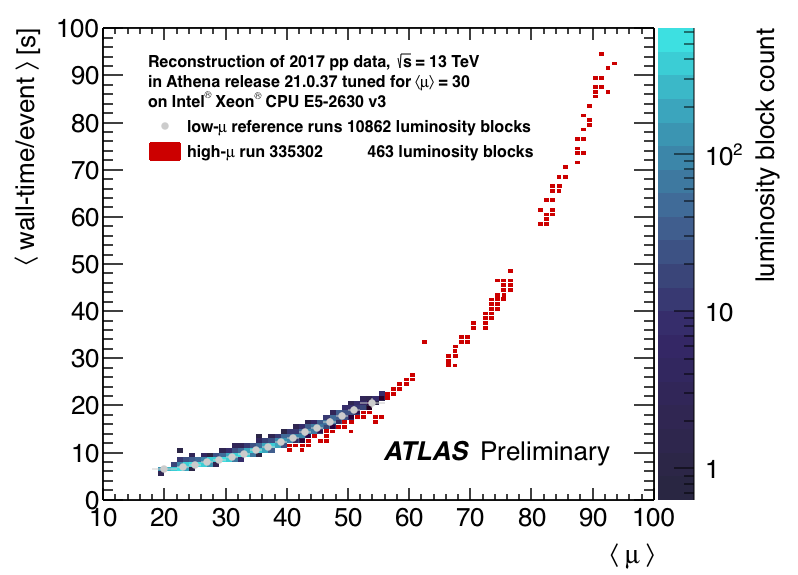 ⟨ wall-time/event ⟩ [s]
100
90
80
70
60
50
40
30
20
10
0
Reconstruction of 2017 pp data, √s = 13 TeV
in Athena release 21.0.37 tuned for ⟨μ⟩ = 30
on Intel® Xeon® CPU E5-2630 v3
low-μ reference runs 10862 luminosity blocks
high-μ run 335302 463 luminosity blocks
ATLAS Preliminary
10 20 30 40 50 60 70 80 90 100
⟨ μ ⟩
10²
10
1
luminosity block count